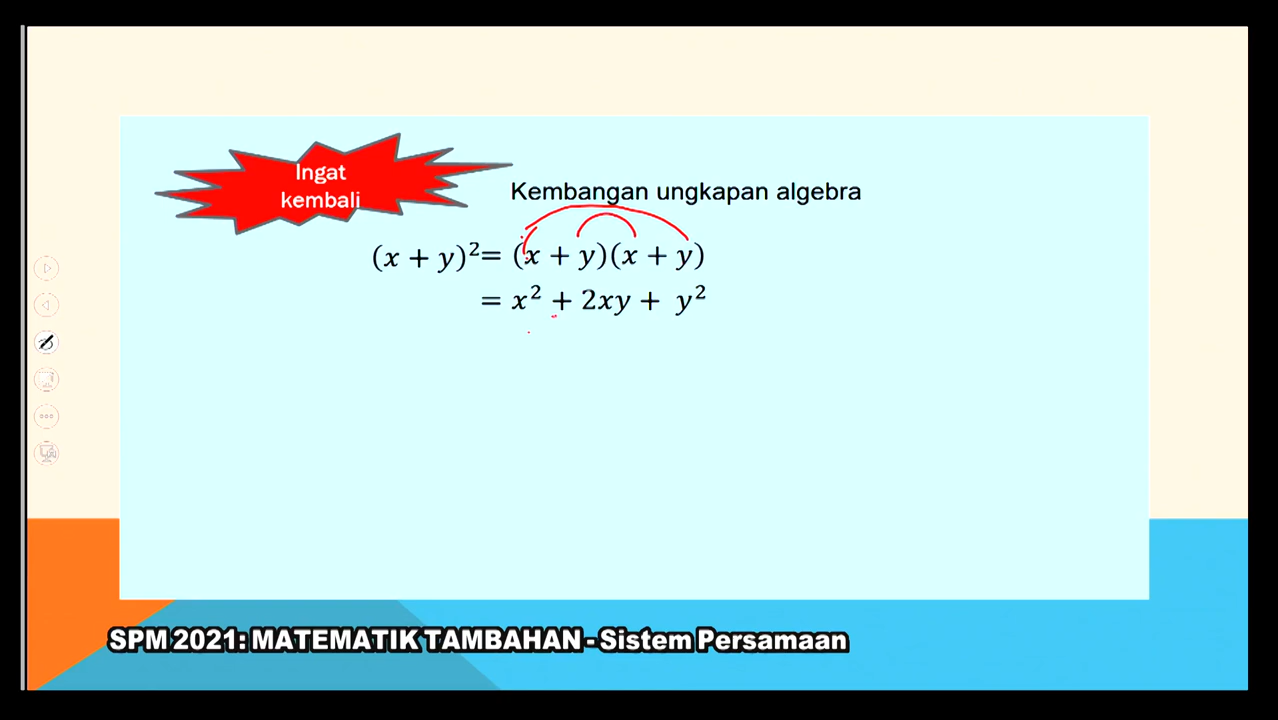 Ingat
kembali
Kembangan ungkapan algebra
(x + y)²= (x + y)(x + y)
= x² + 2xy + y²
SPM 2021: MATEMATIK TAMBAHAN - Sistem Persamaan